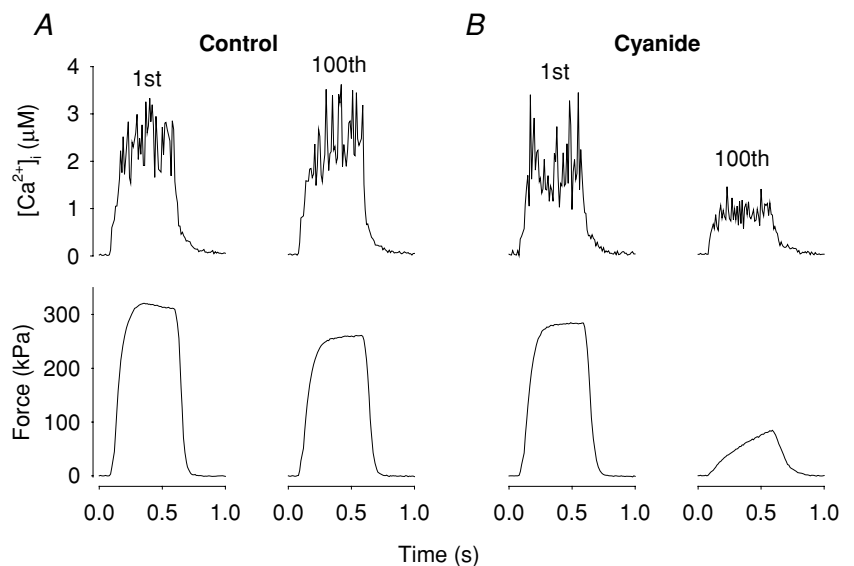 A
B
Control
Cyanide
1st
100th
1st
100th
[Ca2+]i (µM)
4
3
2
1
0
Force (kPa)
300
200
100
0
0.0 0.5 1.0 0.0 0.5 1.0 0.0 0.5 1.0 0.0 0.5 1.0
Time (s)